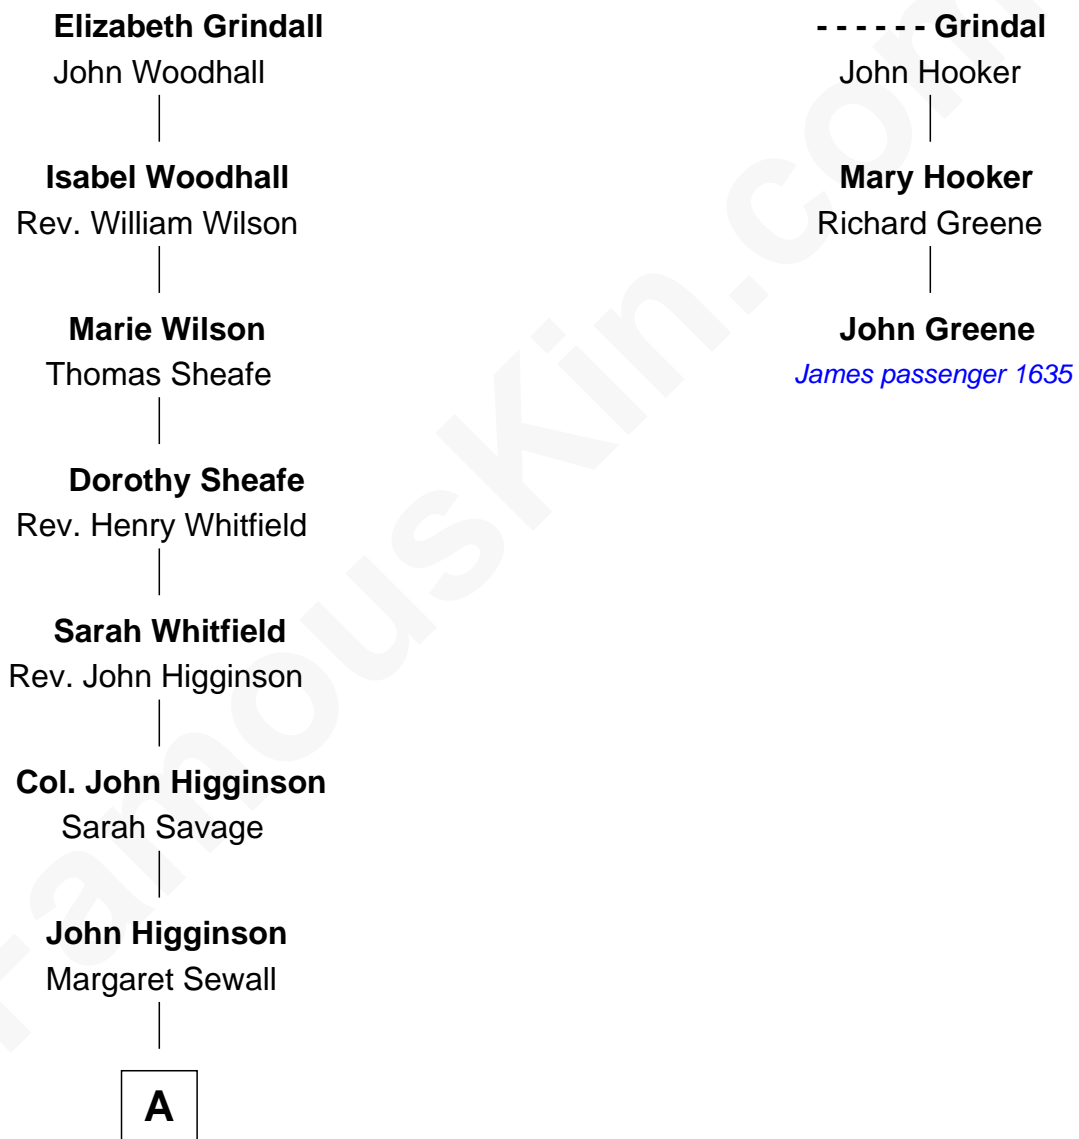 Elizabeth Grindall
John Woodhall
Isabel Woodhall
Rev. William Wilson
Marie Wilson
Thomas Sheafe
Dorothy Sheafe
Rev. Henry Whitfield
Sarah Whitfield
Rev. John Higginson
Col. John Higginson
Sarah Savage
John Higginson
Margaret Sewall
A
- - - - - - Grindal
John Hooker
Mary Hooker
Richard Greene
John Greene
James passenger 1635
FamousKin.com